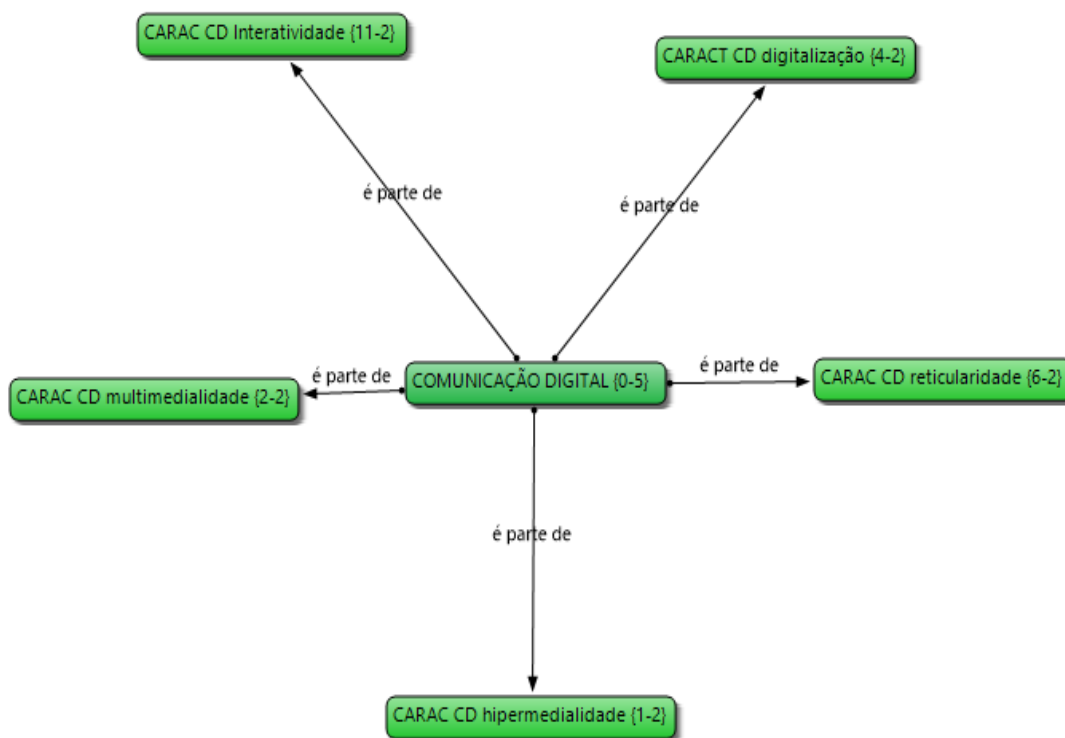 CARAC CD Interatividade {11-2}
CARACT CD digitalização {4-2}
é parte de
é parte de
é parte de
é parte de
COMUNICAÇÃO DIGITAL {0-5}
CARAC CD reticularidade {6-2}
CARAC CD multimedialidade {2-2}
é parte de
CARAC CD hipermedialidade {1-2}